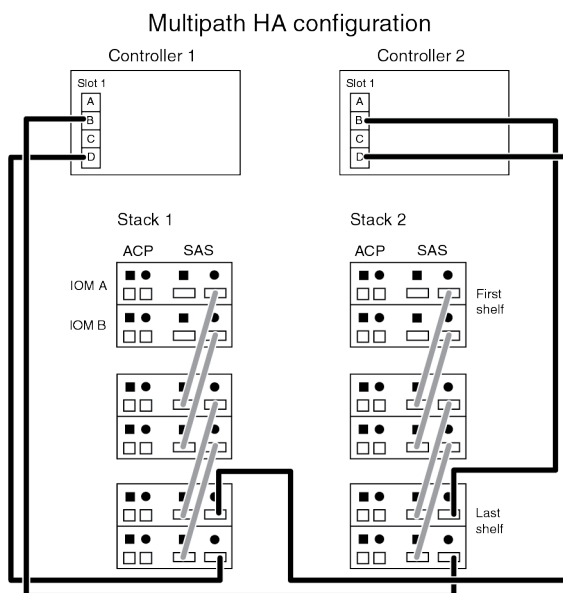 Multipath HA configuration
Controller 1
Controller 2
Slot 1
A
B
C
D
Slot 1
A
B
C
D
Stack 1
Stack 2
ACP SAS
ACP SAS
IOM A
IOM B
First
shelf
Last
shelf